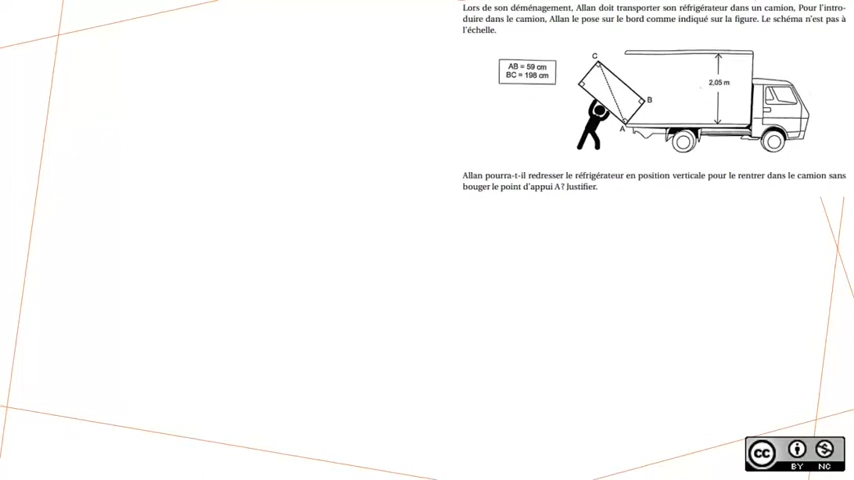 Lors de son déménagement, Allan doit transporter son réfrigérateur dans un camion, Pour l'intro-
duire dans le camion, Allan le pose sur le bord comme indiqué sur la figure. Le schéma n'est pas à
l'échelle.
AB = 59 cm
BC = 198 cm
C
B
A
2,05 m
Allan pourra-t-il redresser le réfrigérateur en position verticale pour le rentrer dans le camion sans
bouger le point d'appui A? Justifier.
cc
BY NC